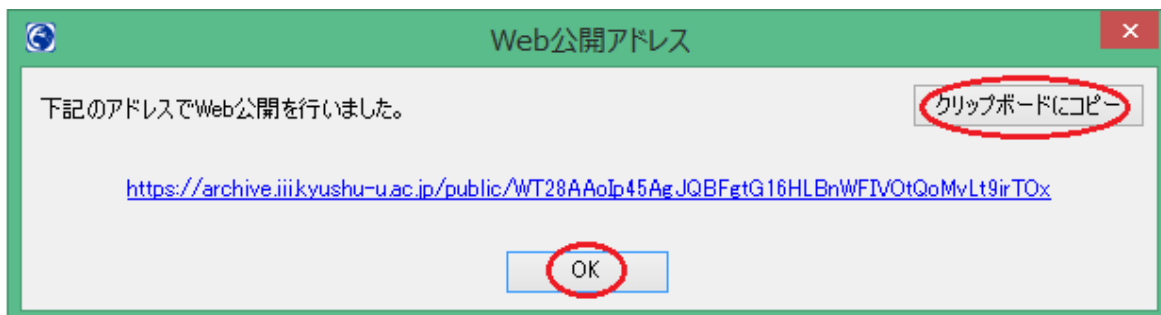 Web公開アドレス
下記のアドレスでWeb公開を行いました。
クリップボードにコピー
https://archive.iii.kyushu-u.ac.jp/public/WT28AAoIp45AgJQBFgtG16HLBnWFIVOtQoMvLt9irTOx
OK